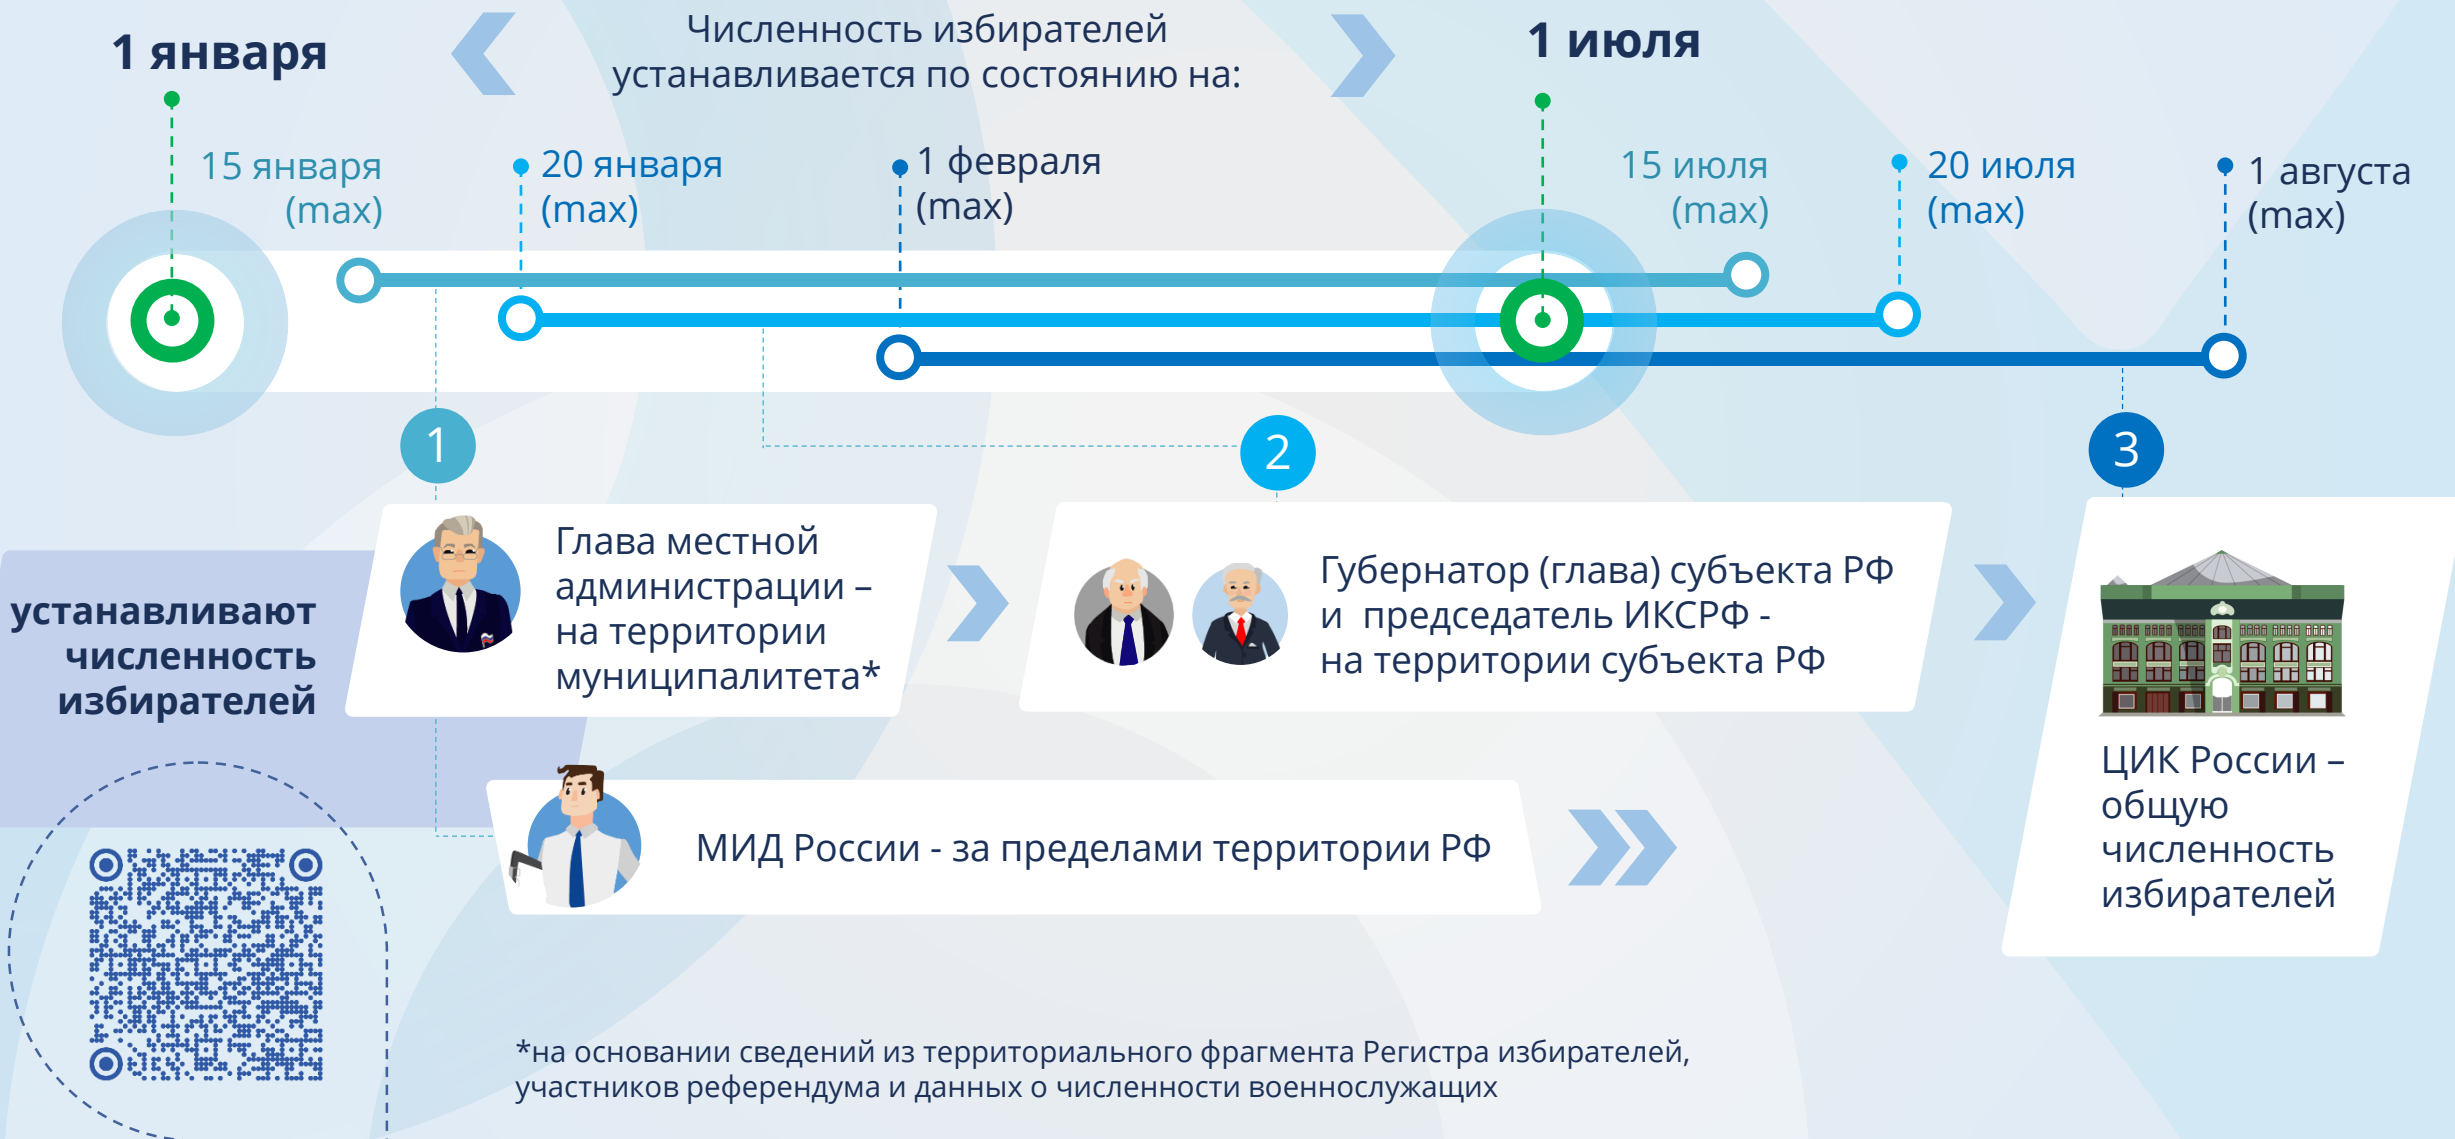 1 января
Численность избирателей
устанавливается по состоянию на:
1 июля
15 января
(max)
20 января
(max)
1 февраля
(max)
15 июля
(max)
20 июля
(max)
1 августа
(max)
1
2
3
устанавливают
численность
избирателей
Глава местной
администрации –
на территории
муниципалитета*
Губернатор (глава) субъекта РФ
и председатель ИКСРФ -
на территории субъекта РФ
ЦИК России –
общую
численность
избирателей
МИД России - за пределами территории РФ
*на основании сведений из территориального фрагмента Регистра избирателей,
участников референдума и данных о численности военнослужащих